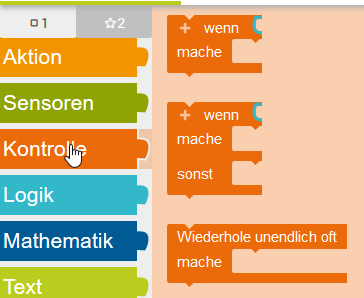 1
2
Aktion
Sensoren
Kontrolle
Logik
Mathematik
Text
+ wenn
mache
+ wenn
mache
sonst
Wiederhole unendlich oft
mache